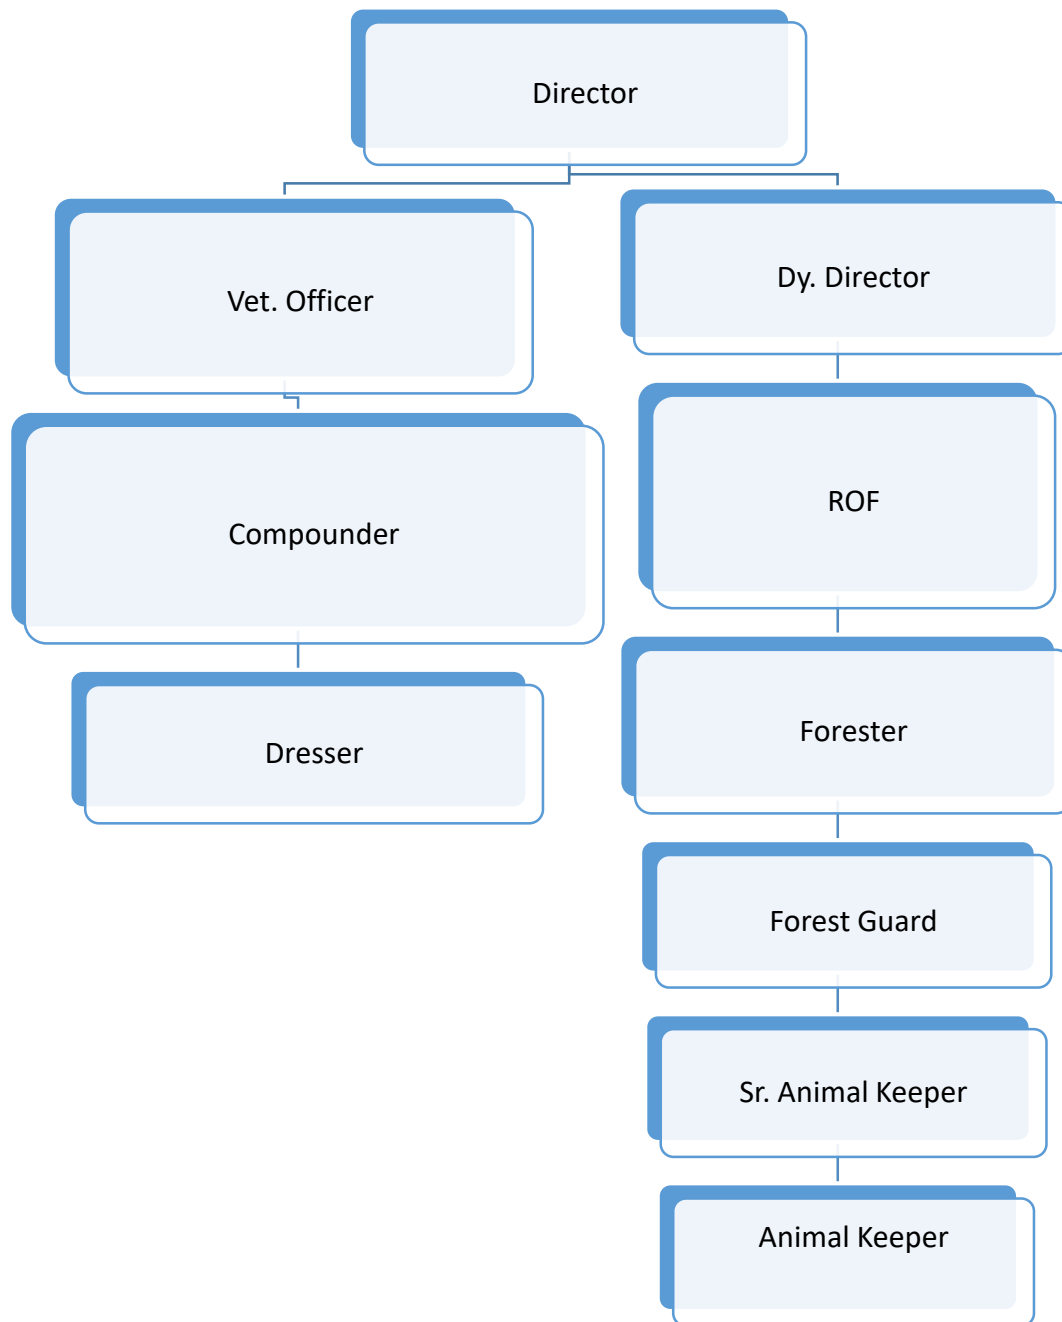 Director
Vet. Officer
Dy. Director
Compounder
ROF
Dresser
Forester
Forest Guard
Sr. Animal Keeper
Animal Keeper